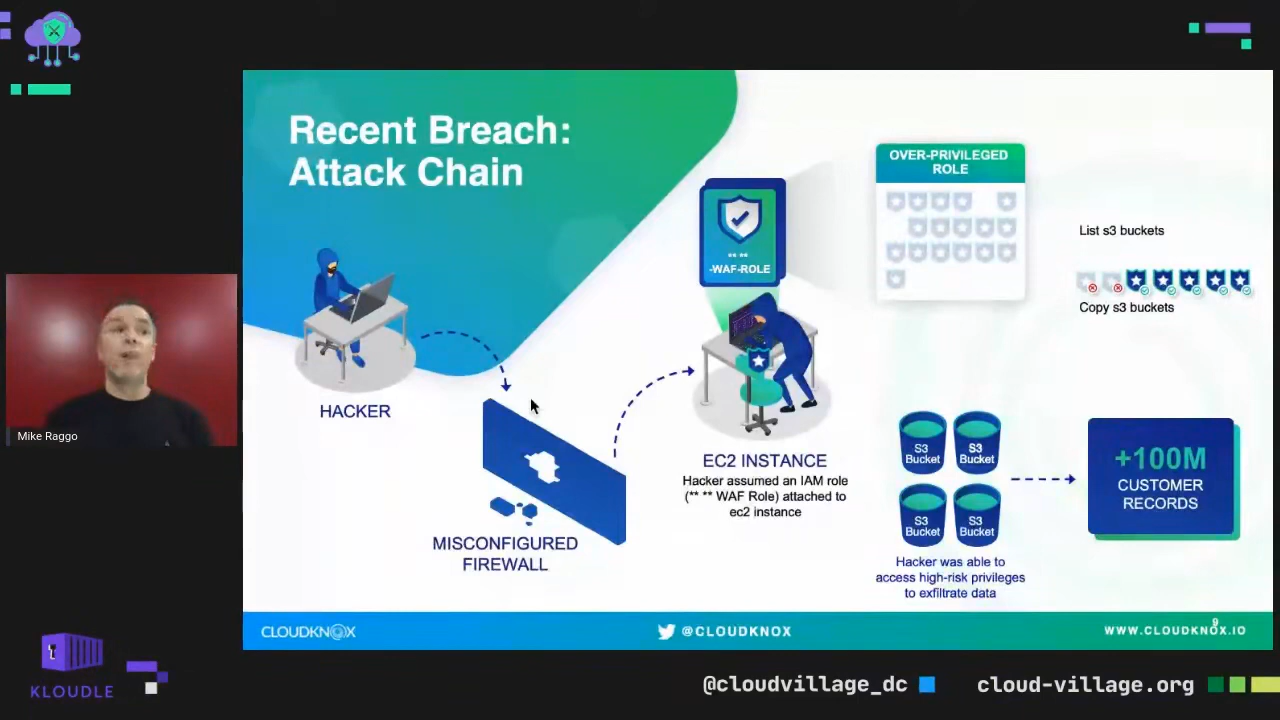 Recent Breach:
Attack Chain
HACKER
MISCONFIGURED
FIREWALL
** **
-WAF-ROLE
EC2 INSTANCE
Hacker assumed an IAM role
(** ** WAF Role) attached to
ec2 instance
OVER-PRIVILEGED
ROLE
List s3 buckets
Copy s3 buckets
S3
Bucket
S3
Bucket
S3
Bucket
S3
Bucket
Hacker was able to
access high-risk privileges
to exfiltrate data
+100M
CUSTOMER
RECORDS
CLOUDKNOX
@CLOUDKNOX
9
WWW.CLOUDKNOX.IO
Mike Raggo
KLOUDLE
@cloudvillage_dc
cloud-village.org